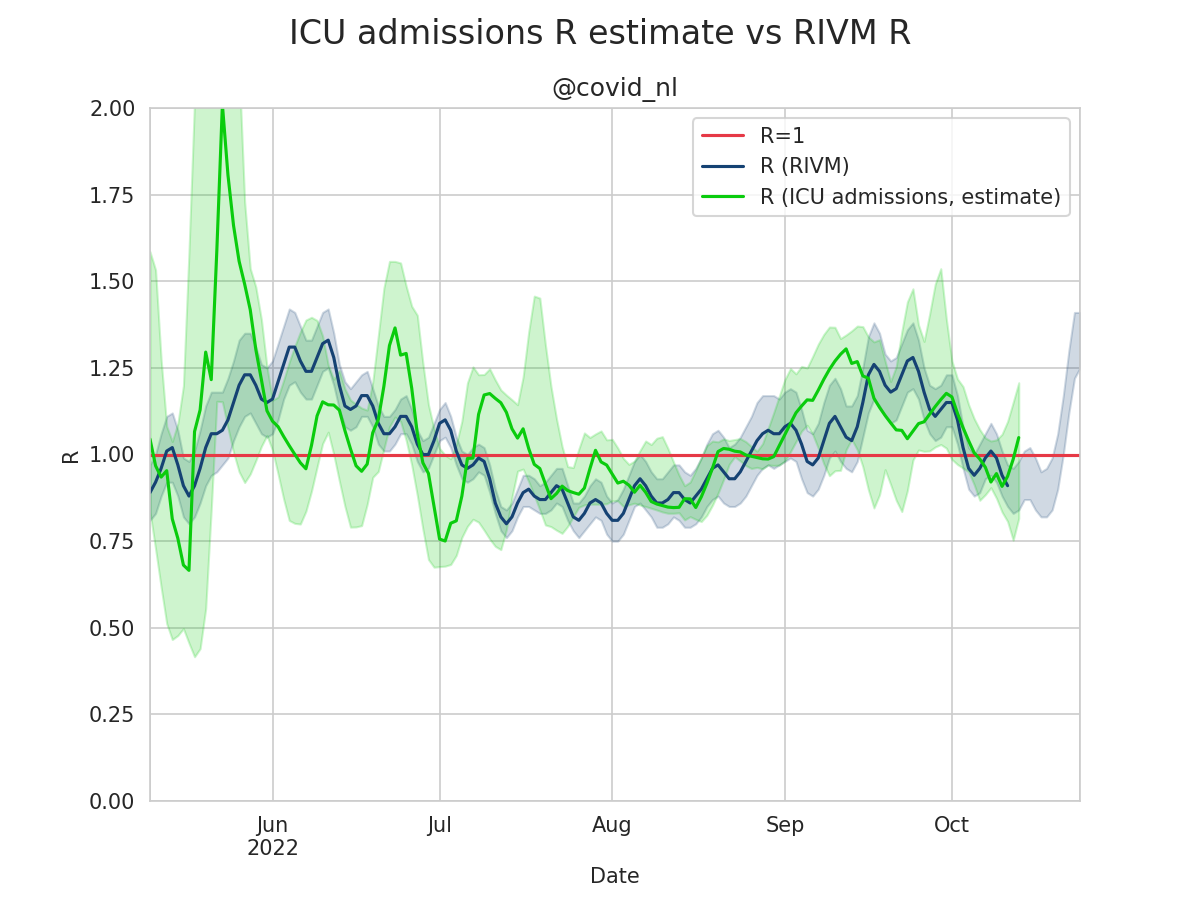 ICU admissions R estimate vs RIVM R
@covid_nl
R=1
R (RIVM)
R (ICU admissions, estimate)
2.00
1.75
1.50
1.25
1.00
0.75
0.50
0.25
0.00
R
Jun
2022
Jul
Aug
Sep
Oct
Date